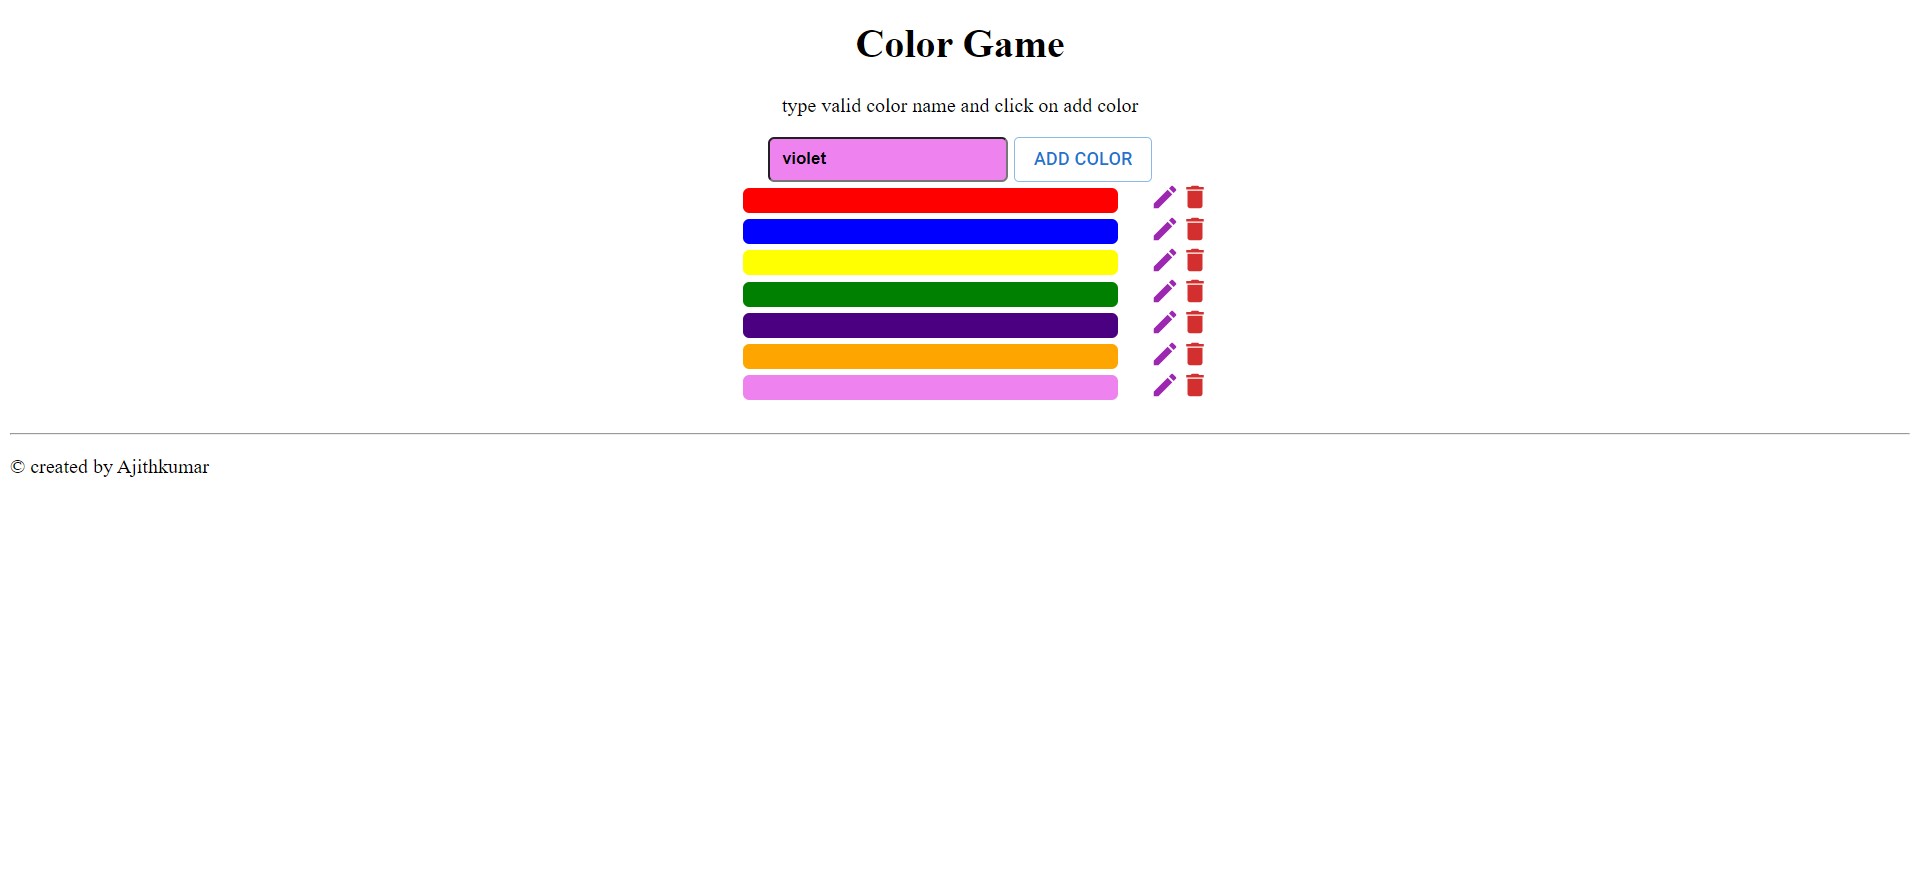 Color Game
type valid color name and click on add color
violet
ADD COLOR
© created by Ajithkumar